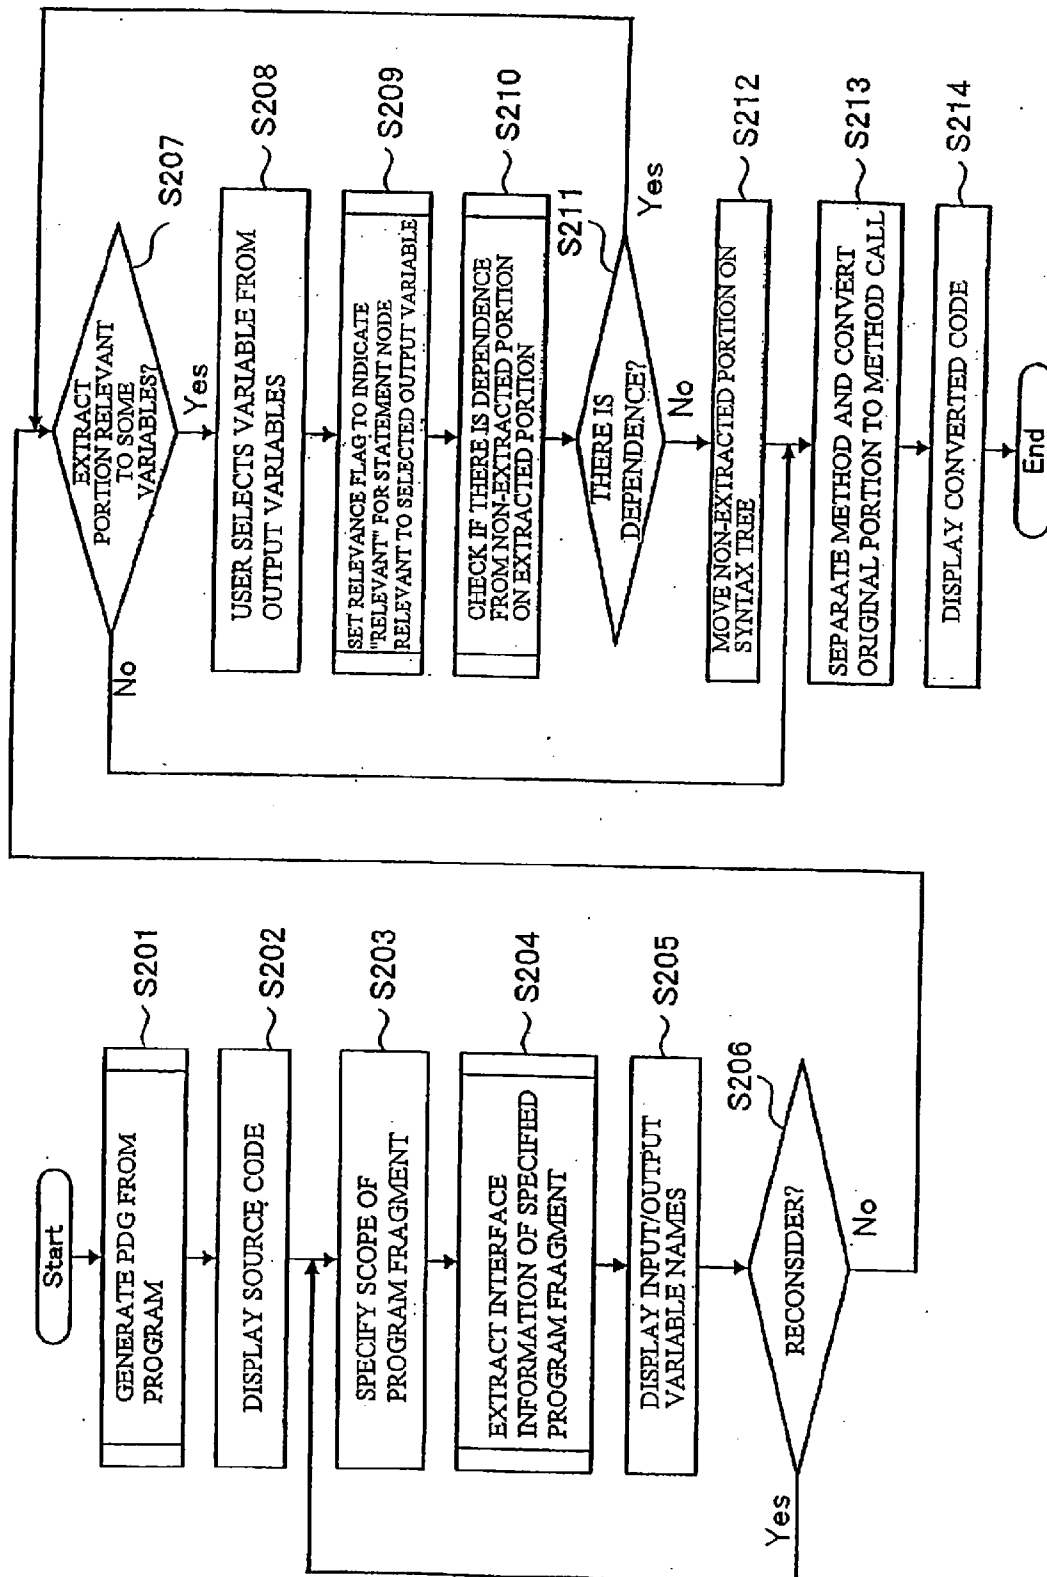 Start
GENERATE PDG FROM
PROGRAM
S201
DISPLAY SOURCE CODE
S202
SPECIFY SCOPE OF
PROGRAM FRAGMENT
S203
EXTRACT INTERFACE
INFORMATION OF SPECIFIED
PROGRAM FRAGMENT
S204
DISPLAY INPUT/OUTPUT
VARIABLE NAMES
S205
RECONSIDER?
S206
Yes
No
EXTRACT
PORTION RELEVANT
TO SOME
VARIABLES?
S207
No
Yes
USER SELECTS VARIABLE FROM
OUTPUT VARIABLES
S208
SET RELEVANCE FLAG TO INDICATE
"RELEVANT" FOR STATEMENT NODE
RELEVANT TO SELECTED OUTPUT VARIABLE
S209
CHECK IF THERE IS DEPENDENCE
FROM NON-EXTRACTED PORTION
ON EXTRACTED PORTION
S210
THERE IS
DEPENDENCE?
S211
Yes
No
MOVE NON-EXTRACTED PORTION ON
SYNTAX TREE
S212
SEPARATE METHOD AND CONVERT
ORIGINAL PORTION TO METHOD CALL
S213
DISPLAY CONVERTED CODE
S214
End